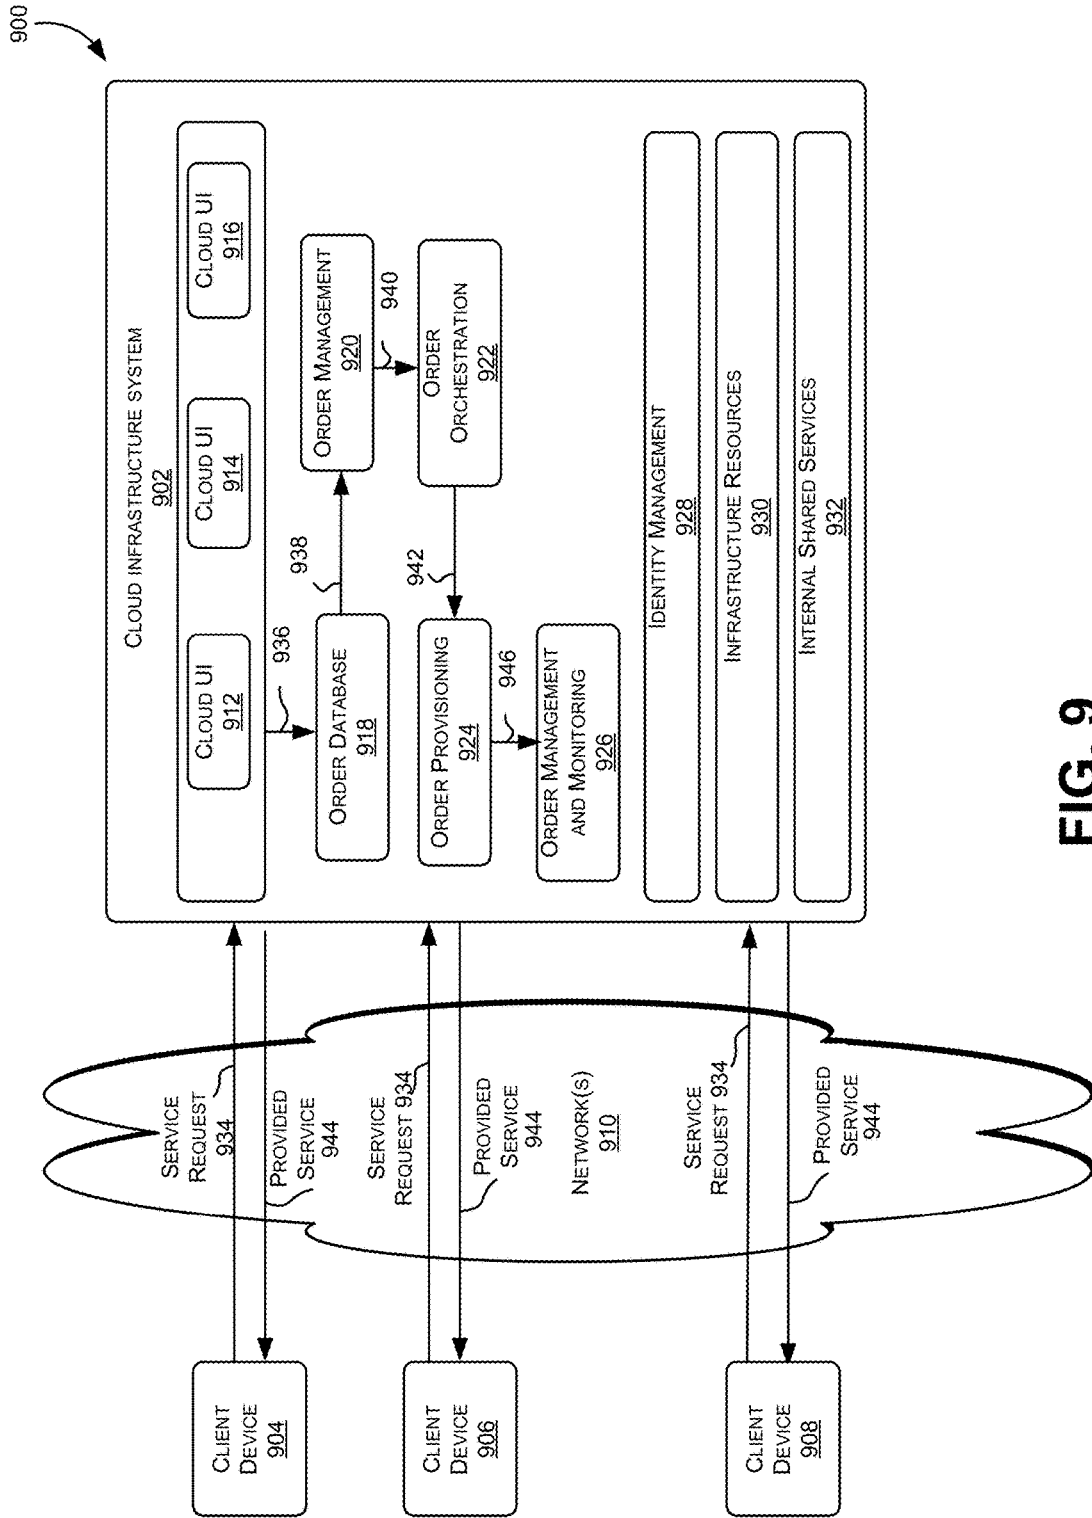 900
CLOUD INFRASTRUCTURE SYSTEM
902
CLOUD UI
912
CLOUD UI
914
CLOUD UI
916
936
ORDER DATABASE
918
938
ORDER MANAGEMENT
920
940
ORDER
ORCHESTRATION
922
942
ORDER PROVISIONING
924
946
ORDER MANAGEMENT
AND MONITORING
926
IDENTITY MANAGEMENT
928
INFRASTRUCTURE RESOURCES
930
INTERNAL SHARED SERVICES
932
CLIENT
DEVICE
904
SERVICE
REQUEST
934
PROVIDED
SERVICE
944
CLIENT
DEVICE
906
SERVICE
REQUEST 934
PROVIDED
SERVICE
944
NETWORK(S)
910
CLIENT
DEVICE
908
SERVICE
REQUEST 934
PROVIDED
SERVICE
944
FIG. 9